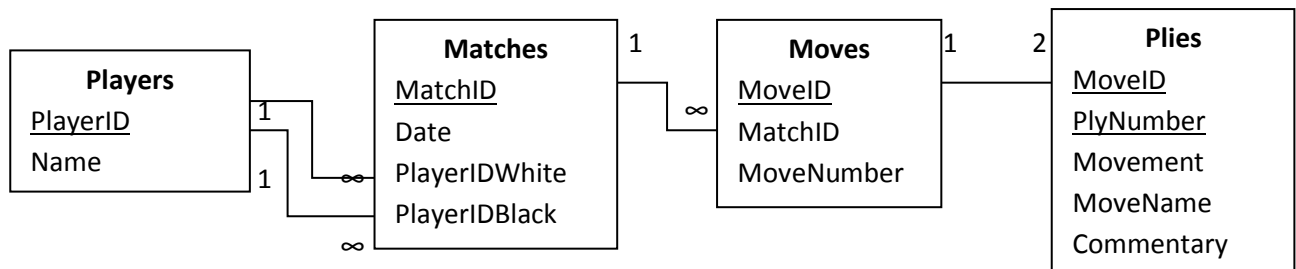 Players
PlayerID
Name
1
1
∞
∞
Matches
MatchID
Date
PlayerIDWhite
PlayerIDBlack
1
∞
Moves
MoveID
MatchID
MoveNumber
1
2
Plies
MoveID
PlyNumber
Movement
MoveName
Commentary